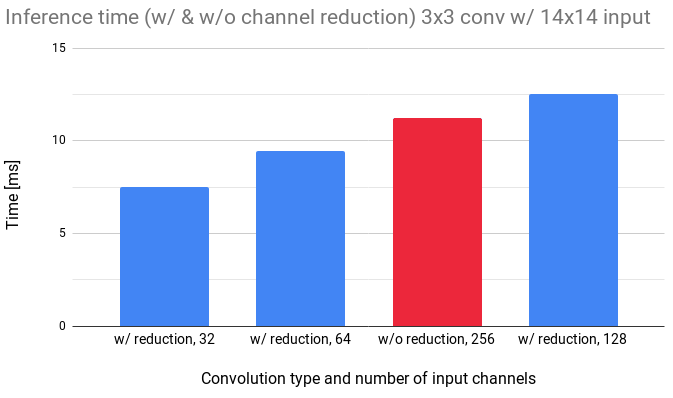 Inference time (w/ & w/o channel reduction) 3x3 conv w/ 14x14 input
15
10
5
0
Time [ms]
w/ reduction, 32
w/ reduction, 64
w/o reduction, 256
w/ reduction, 128
Convolution type and number of input channels